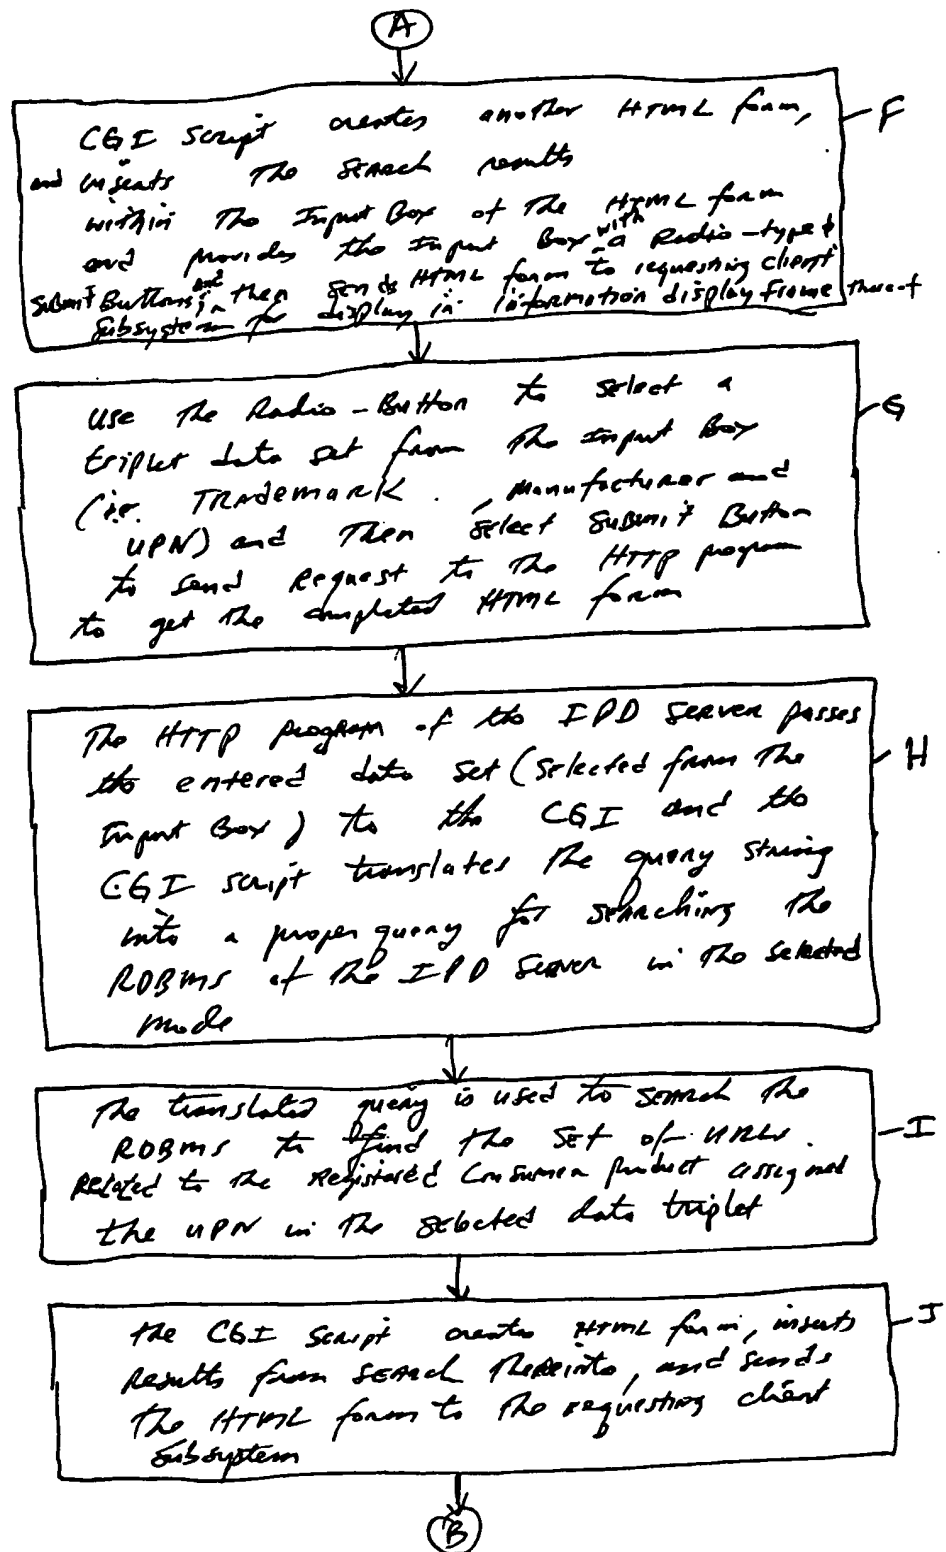 A
CGI Script creates another HTML form, F
and inserts the search results
within the Input Box of the HTML form
and provides the Input Box with a Radio-type &
Submit Buttons; and then sends HTML form to requesting client
subsystem for display in information display frame thereof
Use the Radio-Button to select a G
triplet data set from the Input Box
(i.e. Trademark, Manufacturer and
UPN) and then select Submit Button
to send Request to the HTTP program
to get the completed HTML form
The HTTP program of the IPD Server passes
the entered data set (selected from the H
Input Box) to the CGI and the
CGI script translates the query string
into a proper query for searching the
RDBMS of the IPD Server in the selected
mode
The translated query is used to search the
RDBMS to find the set of URLs. I
Related to the Registered Consumer product assigned
the UPN in the selected data triplet
the CGI Script creates HTML form, inserts J
Results from search thereinto, and sends
the HTML form to the requesting client
subsystem
B